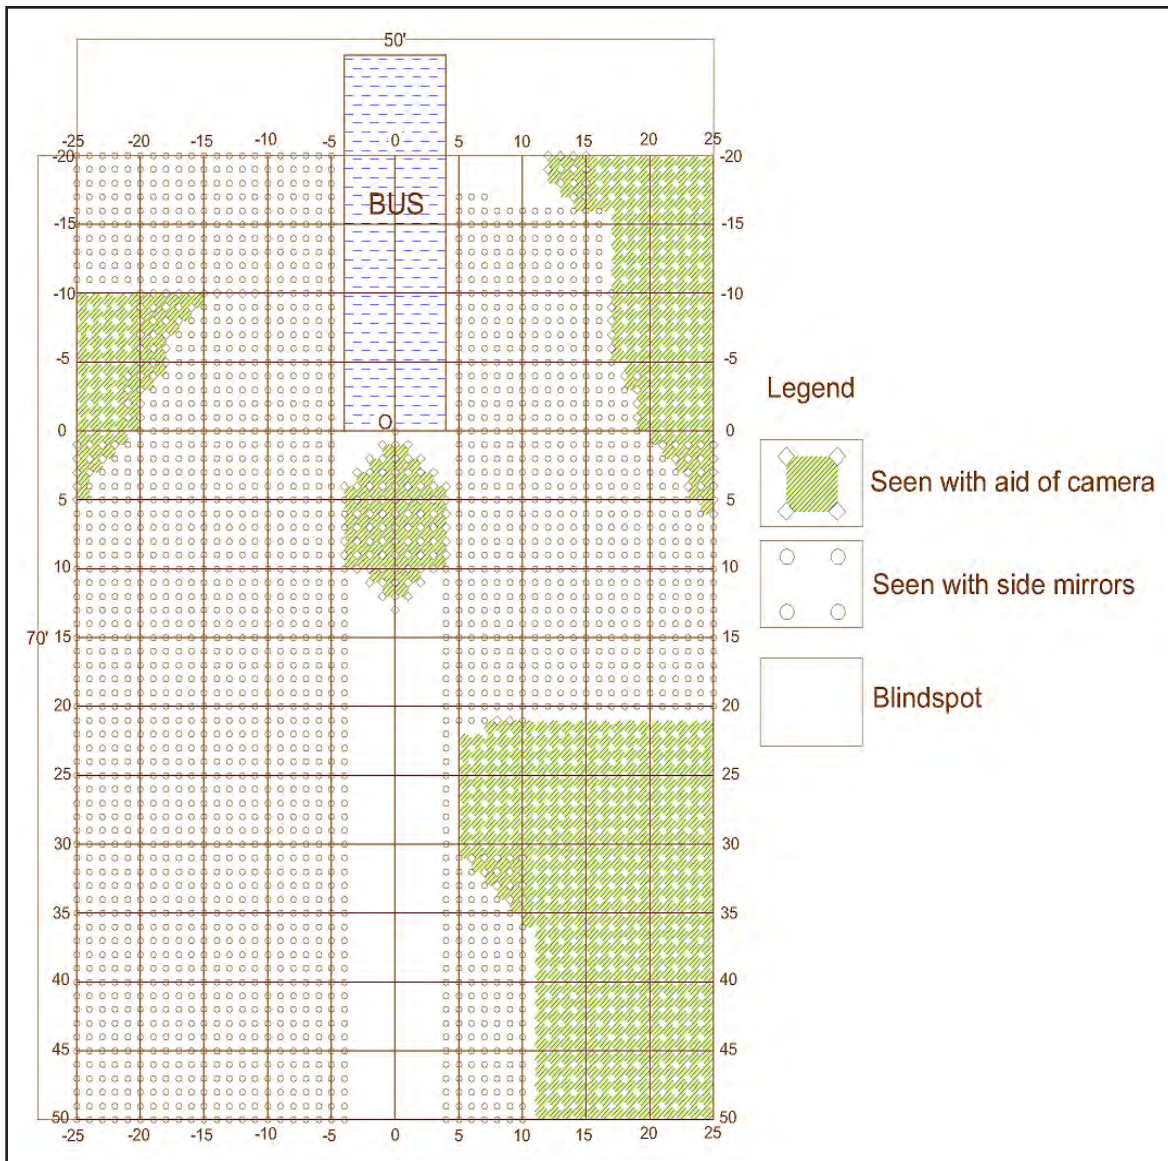 50'
-25 -20 -15 -10 -5 0 5 10 15 20 25
-20 -20
BUS
-15 -15
-10 -10
-5 -5
Legend
O
0 0
Seen with aid of camera
5 5
10 10
Seen with side mirrors
70' 15 15
Blindspot
20 20
25 25
30 30
35 35
40 40
45 45
50 50
-25 -20 -15 -10 -5 0 5 10 15 20 25